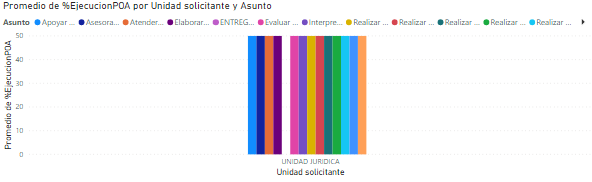 Promedio de %EjecucionPOA por Unidad solicitante y Asunto
Asunto Apoyar ... Asesora... Atender... Elaborar... ENTREG... Evaluar ... Interpre... Realizar ... Realizar ... Realizar ... Realizar ... Realizar ...
Promedio de %EjecucionPOA
50
40
30
20
10
0
UNIDAD JURIDICA
Unidad solicitante